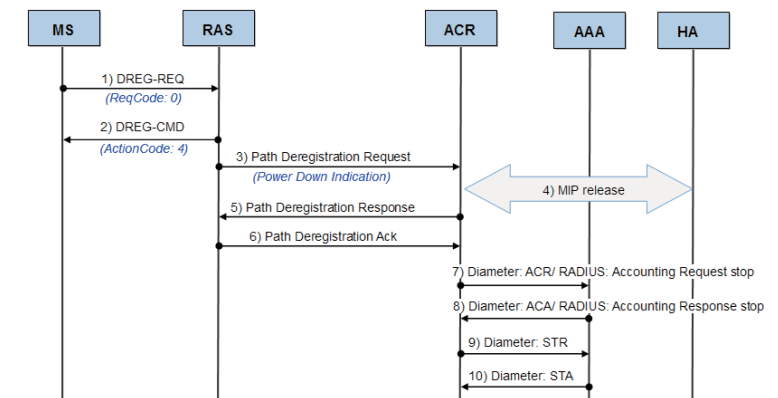 MS
RAS
ACR
AAA
HA
1) DREG-REQ
(ReqCode: 0)
2) DREG-CMD
(ActionCode: 4)
3) Path Deregistration Request
(Power Down Indication)
4) MIP release
5) Path Deregistration Response
6) Path Deregistration Ack
7) Diameter: ACR/ RADIUS: Accounting Request stop
8) Diameter: ACA/ RADIUS: Accounting Response stop
9) Diameter: STR
10) Diameter: STA